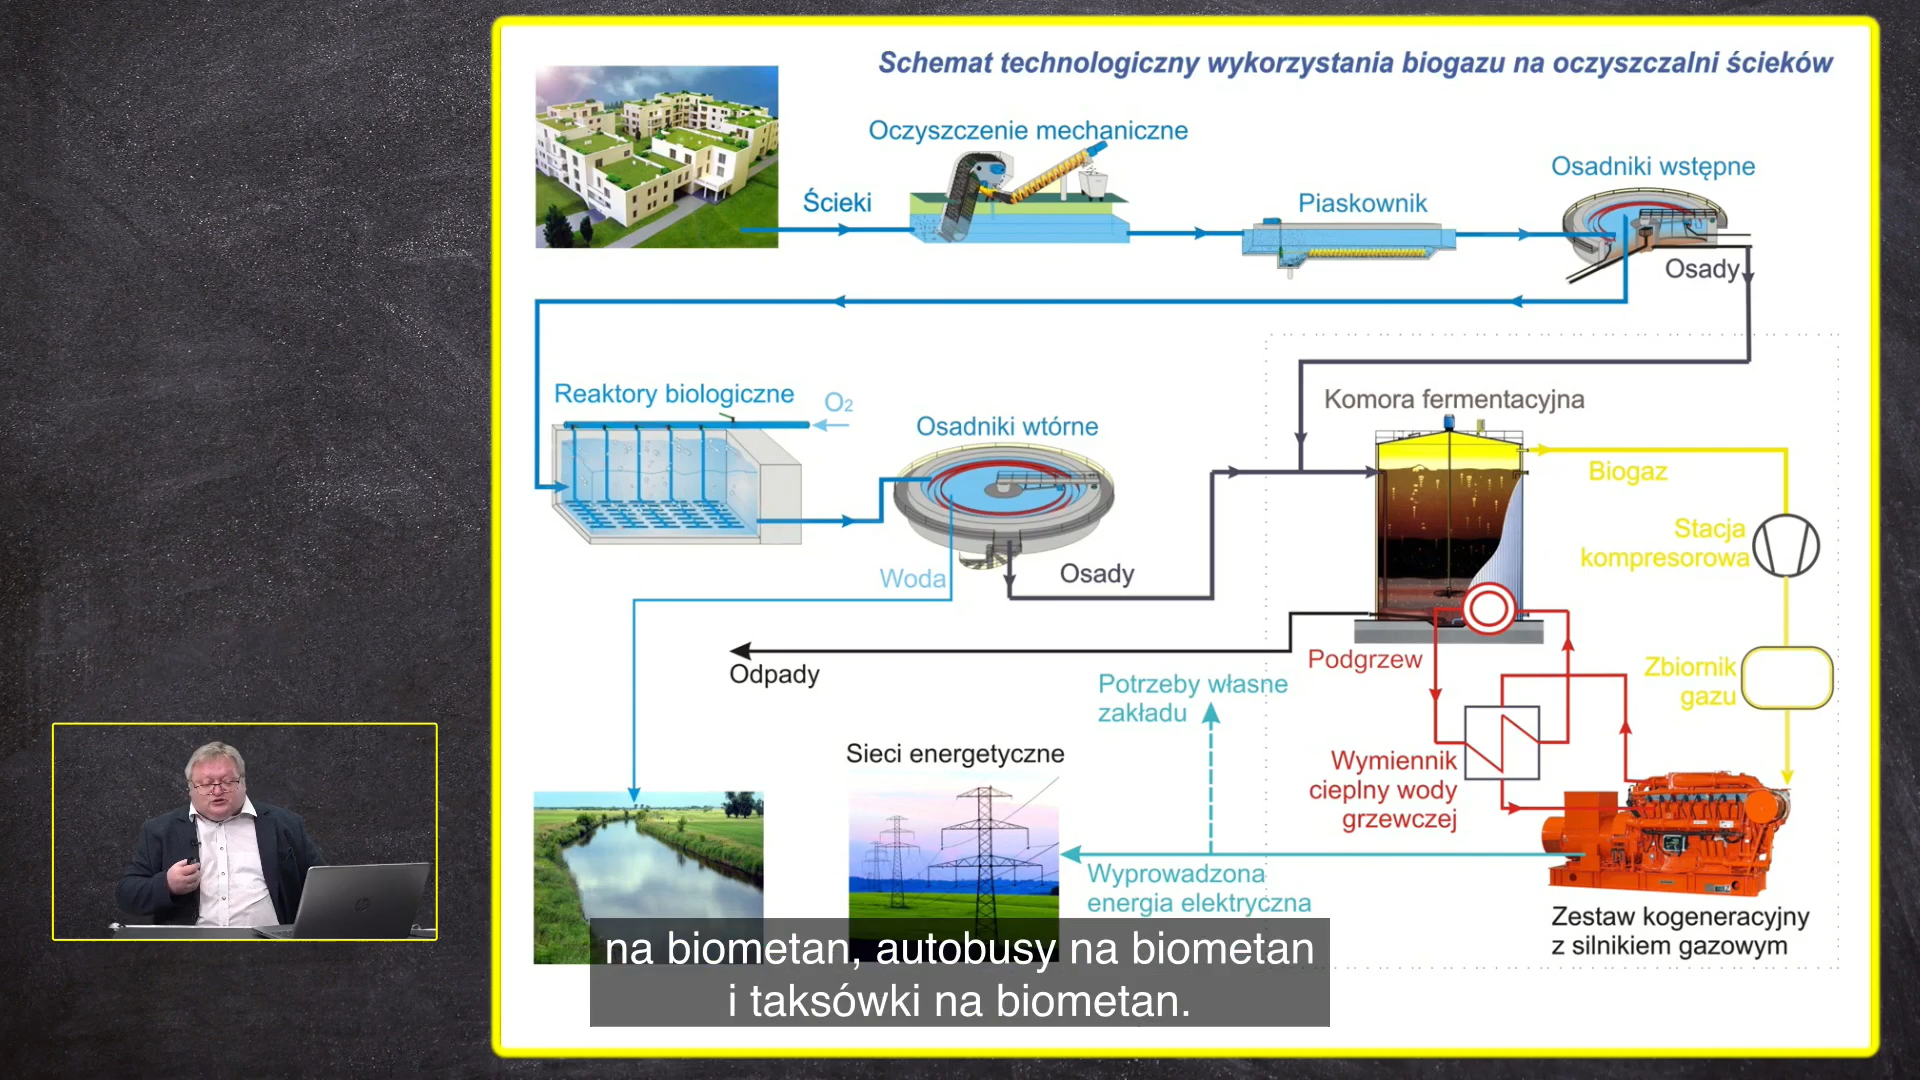 Schemat technologiczny wykorzystania biogazu na oczyszczalni ścieków
Oczyszczenie mechaniczne
Osadniki wstępne
Ścieki
Piaskownik
Osady
Reaktory biologiczne
O2
Osadniki wtórne
Komora fermentacyjna
Biogaz
Stacja
kompresorowa
Woda
Osady
Odpady
Podgrzew
Zbiornik
gazu
Potrzeby własne
zakładu
Sieci energetyczne
Wymiennik
cieplny wody
grzewczej
Wyprowadzona
energia elektryczna
Zestaw kogeneracyjny
z silnikiem gazowym
na biometan, autobusy na biometan
i taksówki na biometan.